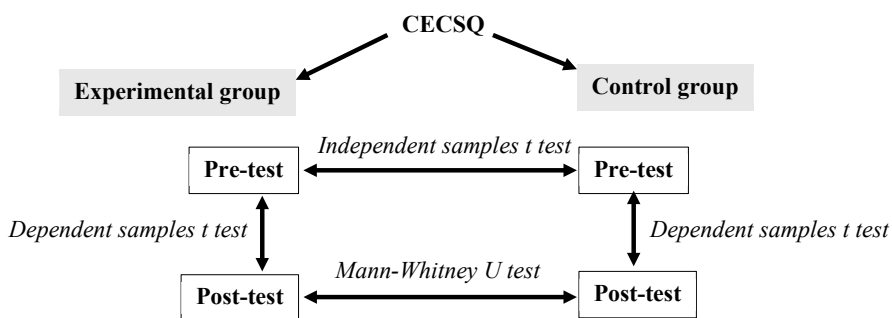 CECSQ
Experimental group
Control group
Independent samples t test
Pre-test
Pre-test
Dependent samples t test
Dependent samples t test
Mann-Whitney U test
Post-test
Post-test